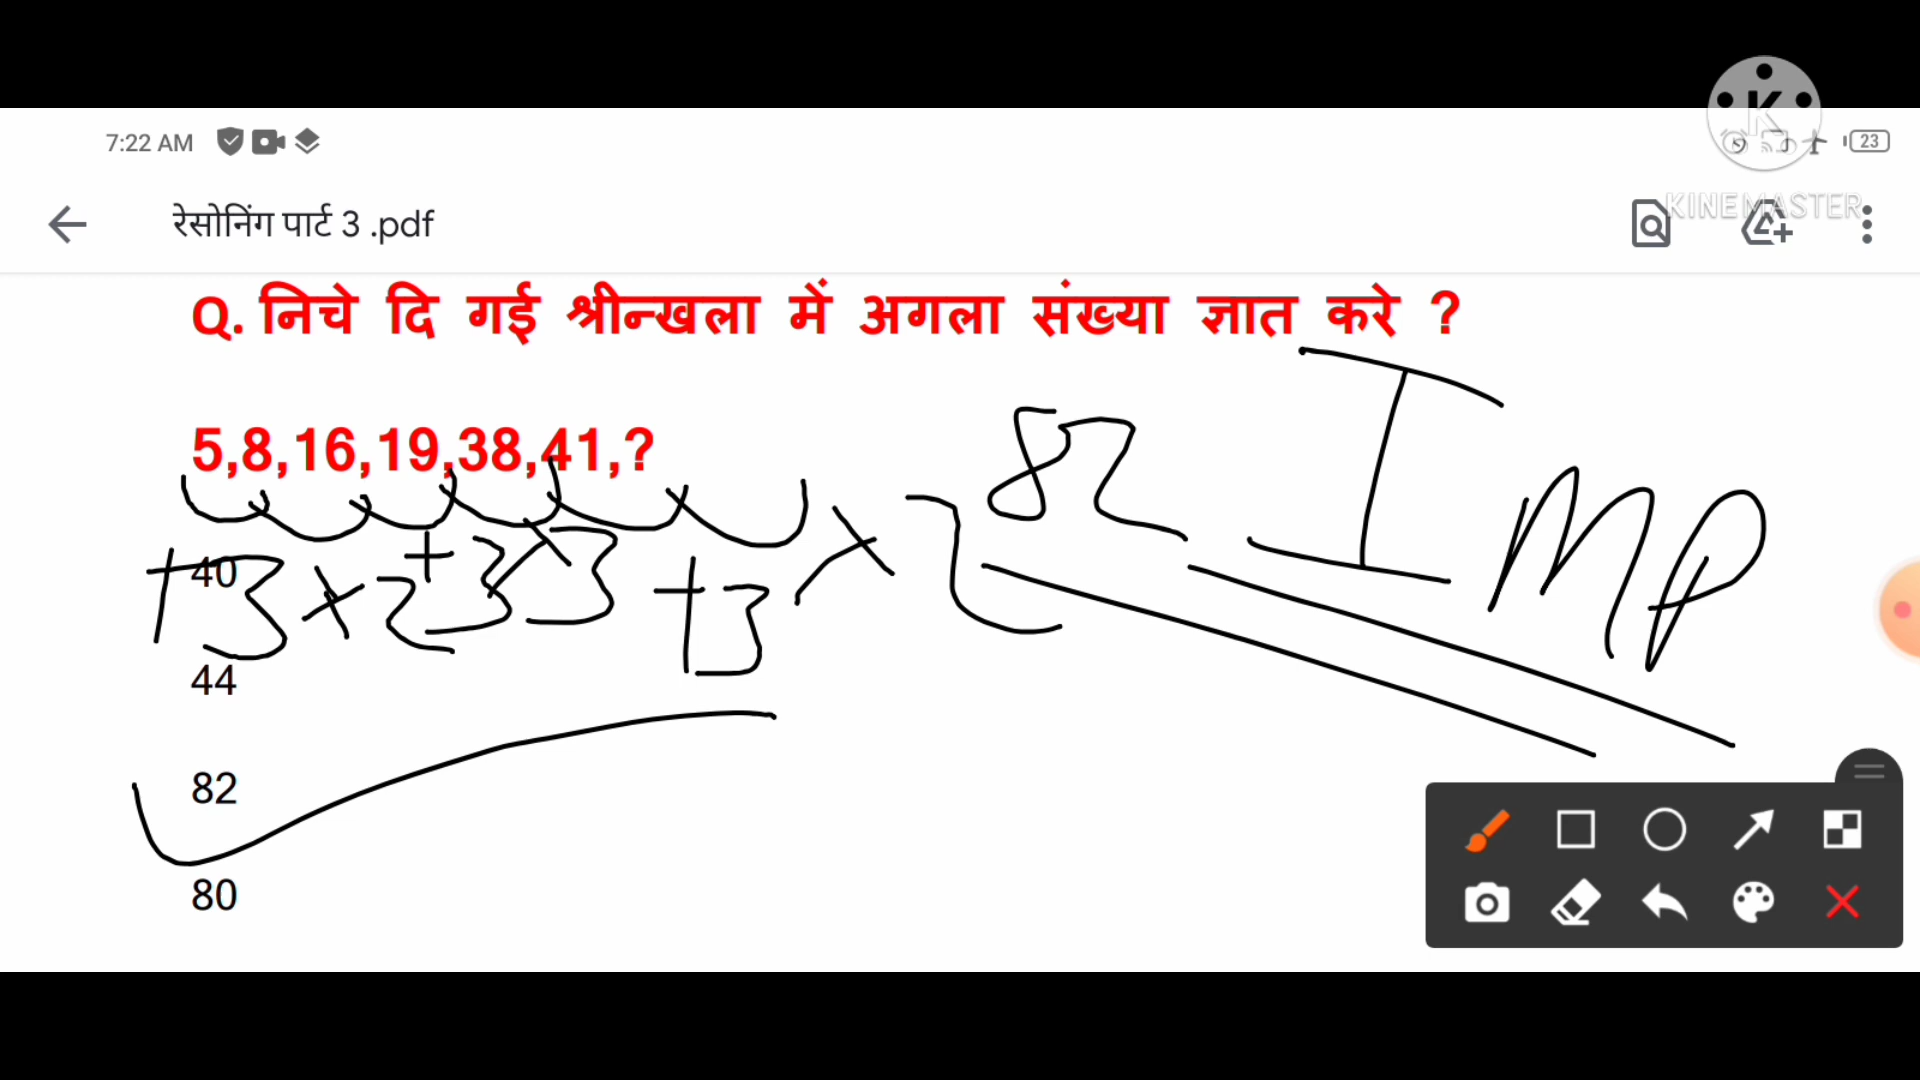 7:22 AM
23
KINEMASTER
रेसोनिंग पार्ट 3 .pdf
Q. निचे दि गई श्रीन्खला में अगला संख्या ज्ञात करे ?
5,8,16,19,38,41,?
82
IMP
+3 ×2 +3 ×3 +3 ×2
40
44
82
80